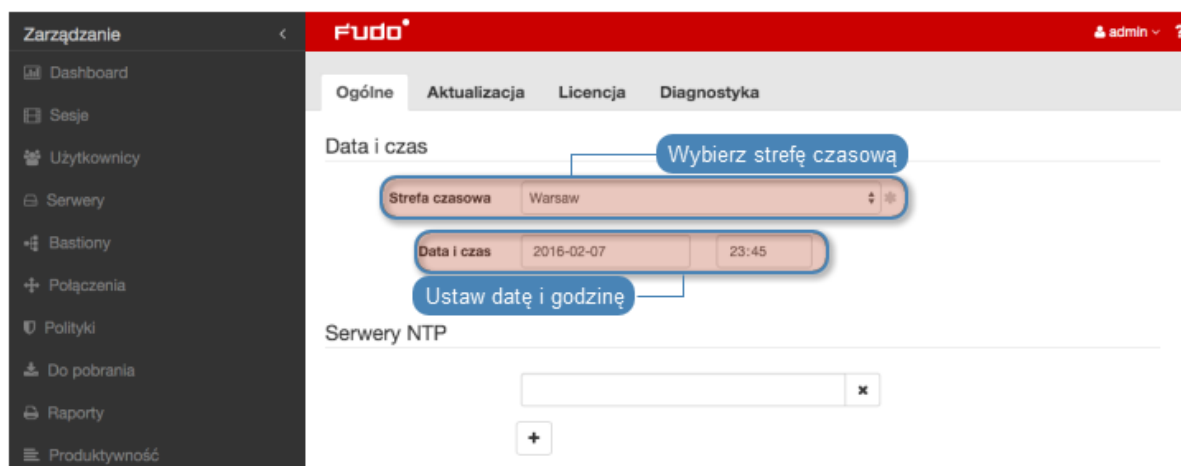 Zarządzanie
Fudo
admin
?
Dashboard
Sesje
Użytkownicy
Serwery
Bastiony
Połączenia
Polityki
Do pobrania
Raporty
Produktywność
Ogólne Aktualizacja Licencja Diagnostyka
Data i czas
Wybierz strefę czasową
Strefa czasowa Warsaw
Data i czas 2016-02-07 23:45
Ustaw datę i godzinę
Serwery NTP